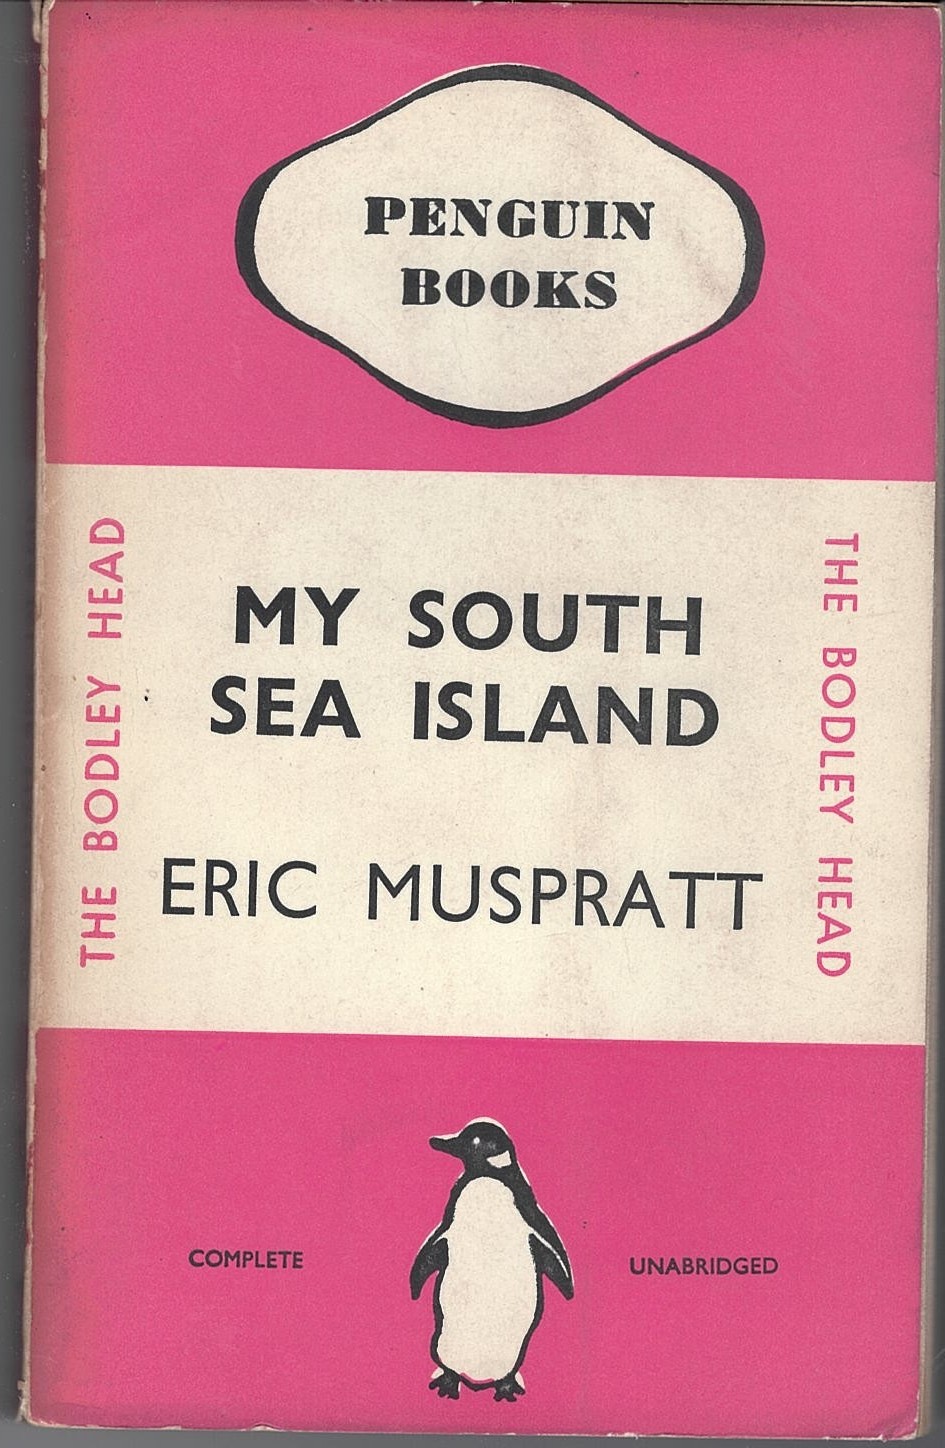 PENGUIN
BOOKS
THE BODLEY HEAD
MY SOUTH
SEA ISLAND
ERIC MUSPRATT
THE BODLEY HEAD
COMPLETE
UNABRIDGED